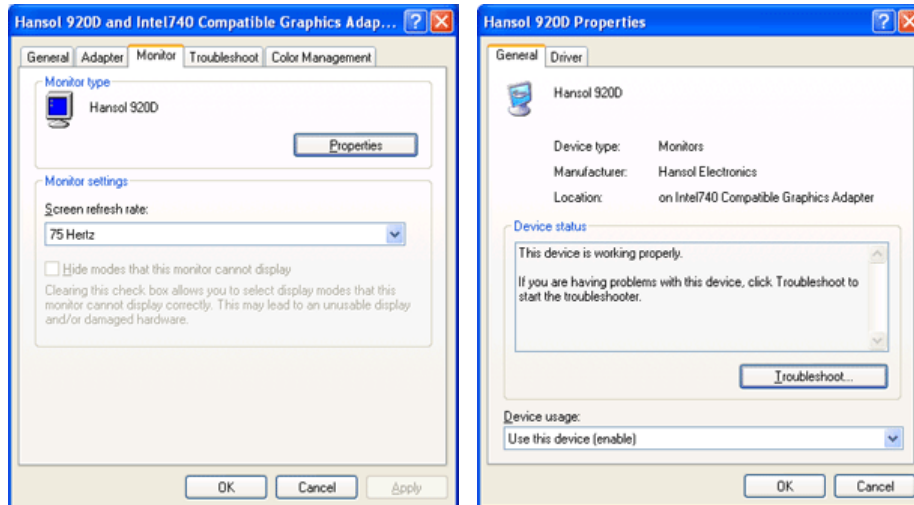 Hansol 920D and Intel740 Compatible Graphics Adap...
General Adapter Monitor Troubleshoot Color Management
Monitor type
Hansol 920D
Properties
Monitor settings
Screen refresh rate:
75 Hertz
Hide modes that this monitor cannot display
Clearing this check box allows you to select display modes that this
monitor cannot display correctly. This may lead to an unusable display
and/or damaged hardware.
OK Cancel Apply
Hansol 920D Properties
General Driver
Hansol 920D
Device type: Monitors
Manufacturer: Hansol Electronics
Location: on Intel740 Compatible Graphics Adapter
Device status
This device is working properly.
If you are having problems with this device, click Troubleshoot to
start the troubleshooter.
Troubleshoot...
Device usage:
Use this device (enable)
OK Cancel